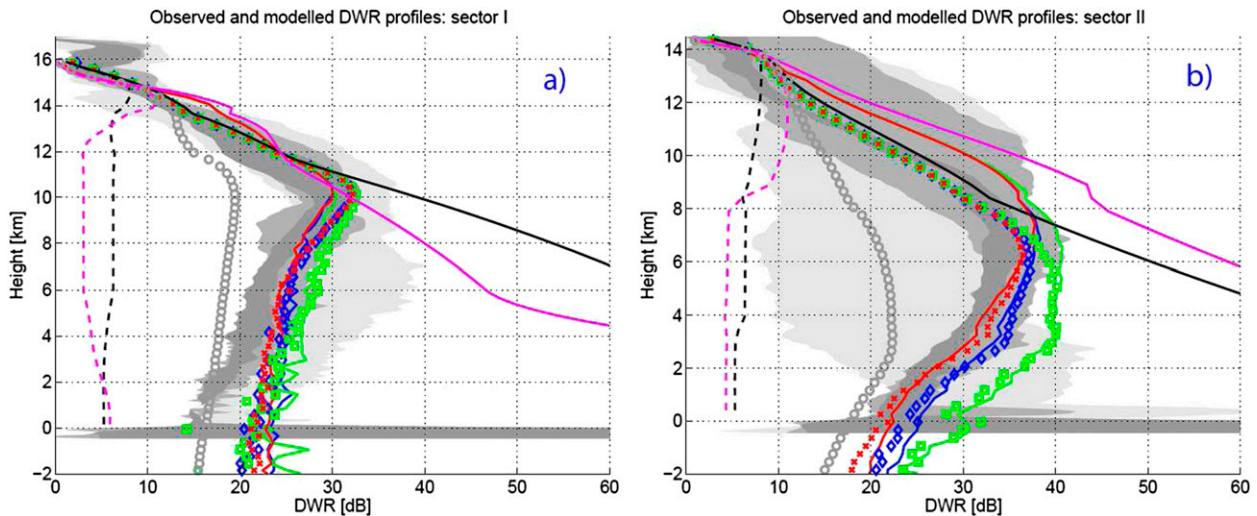 Observed and modelled DWR profiles: sector I
Observed and modelled DWR profiles: sector II
a)
b)
Height [km]
16
14
12
10
8
6
4
2
0
−2
0 10 20 30 40 50 60
DWR [dB]
Height [km]
14
12
10
8
6
4
2
0
−2
0 10 20 30 40 50 60
DWR [dB]